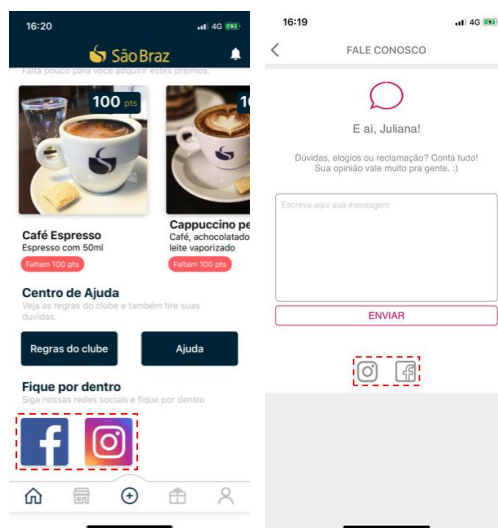 16:20
4G
São Braz
Falta pouco para você adquirir estes prêmios.
100 pts
10
Café Espresso
Espresso com 50ml
Faltam 100 pts
Cappuccino pe
Café, achocolatado
leite vaporizado
Faltam 100 pts
Centro de Ajuda
Veja as regras do clube e também tire suas
duvidas.
Regras do clube
Ajuda
Fique por dentro
Siga nossas redes sociais e fique por dentro
16:19
4G
FALE CONOSCO
E aí, Juliana!
Dúvidas, elogios ou reclamação? Conta tudo!
Sua opinião vale muito pra gente. :)
Escreva aqui sua mensagem
ENVIAR